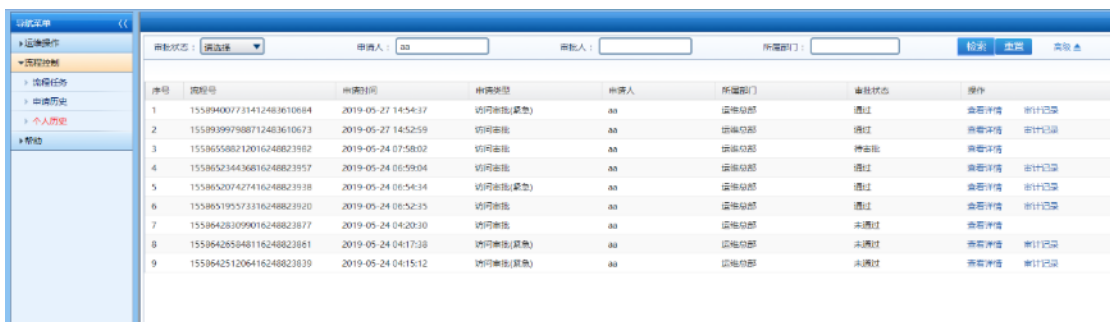 导航菜单
运维操作
流程控制
流程任务
申请历史
个人历史
帮助
审批状态： 请选择 申请人： aa 审批人： 所属部门： 检索 重置 高级
序号 流程号 申请时间 申请类型 申请人 所属部门 审批状态 操作
1 155894007731412483610684 2019-05-27 14:54:37 访问审批(紧急) aa 运维总部 通过 查看详情 审计记录
2 155893997988712483610673 2019-05-27 14:52:59 访问审批 aa 运维总部 通过 查看详情 审计记录
3 155865588212016248823982 2019-05-24 07:58:02 访问审批 aa 运维总部 待审批 查看详情
4 155865234436816248823957 2019-05-24 06:59:04 访问审批 aa 运维总部 通过 查看详情 审计记录
5 155865207427416248823938 2019-05-24 06:54:34 访问审批(紧急) aa 运维总部 通过 查看详情 审计记录
6 155865195573316248823920 2019-05-24 06:52:35 访问审批 aa 运维总部 通过 查看详情 审计记录
7 155864283099016248823877 2019-05-24 04:20:30 访问审批 aa 运维总部 未通过 查看详情
8 155864265848116248823861 2019-05-24 04:17:38 访问审批(紧急) aa 运维总部 未通过 查看详情 审计记录
9 155864251206416248823839 2019-05-24 04:15:12 访问审批(紧急) aa 运维总部 未通过 查看详情 审计记录